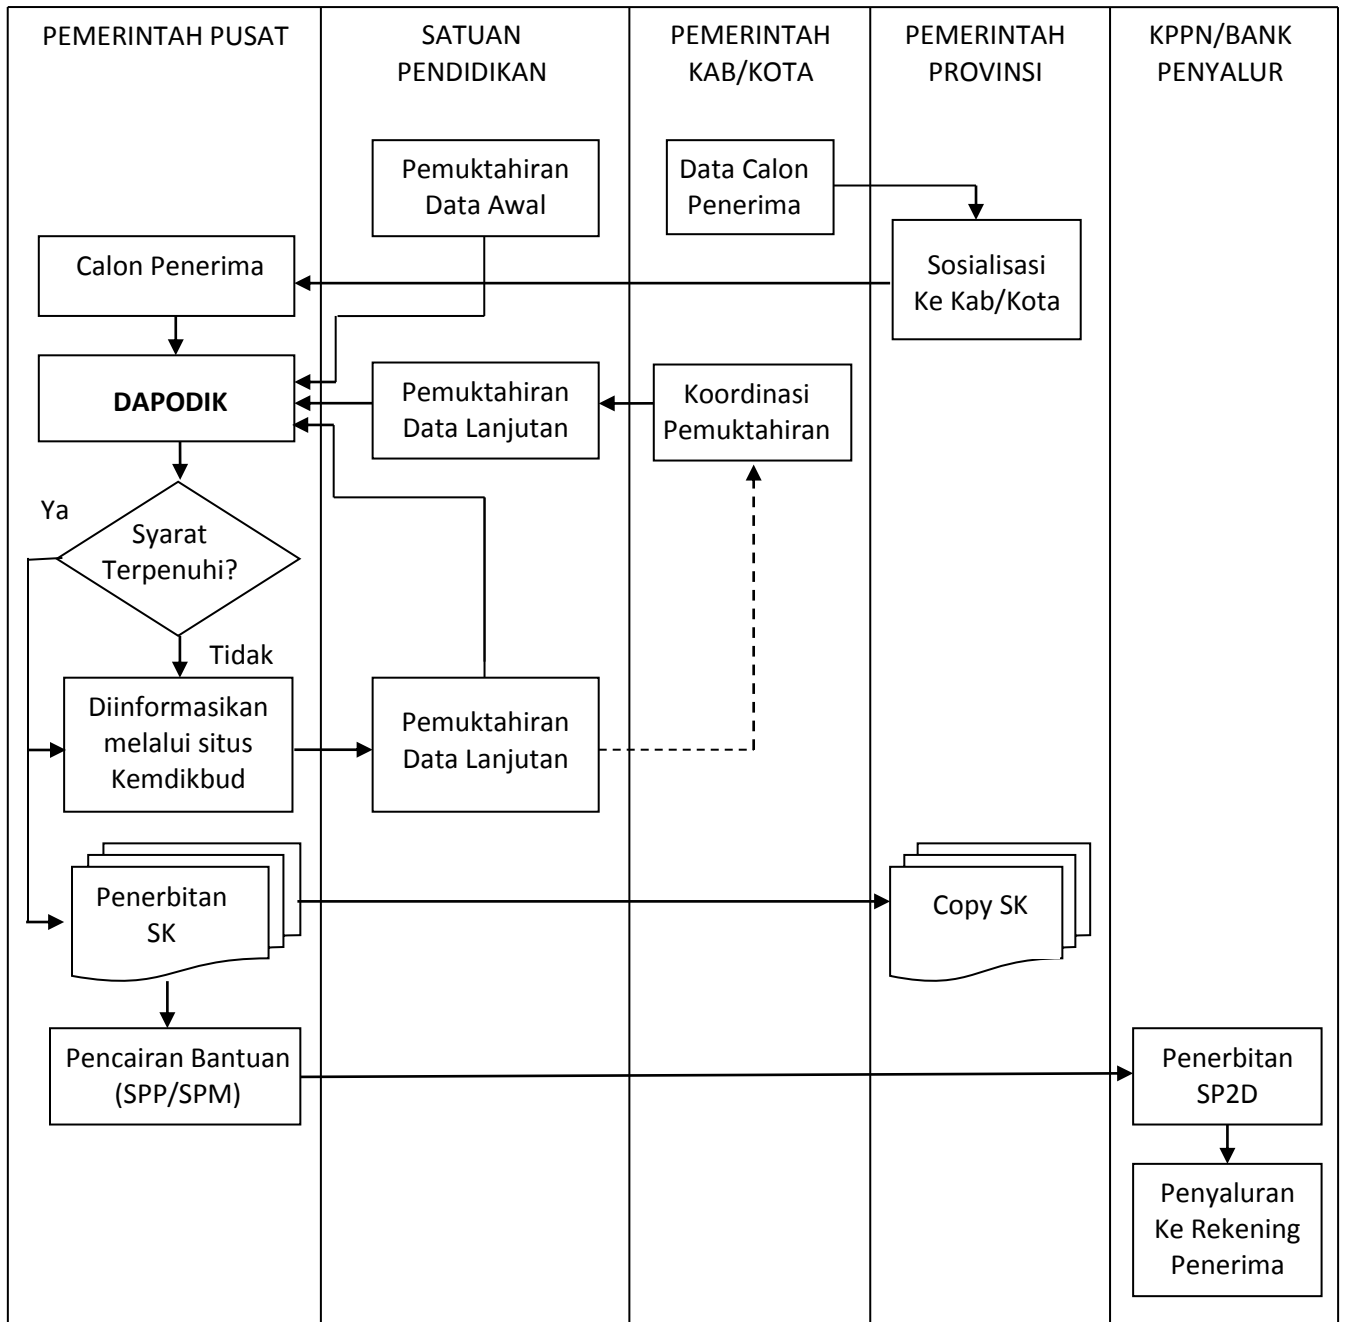 PEMERINTAH PUSAT
SATUAN
PENDIDIKAN
PEMERINTAH
KAB/KOTA
PEMERINTAH
PROVINSI
KPPN/BANK
PENYALUR
Pemuktahiran
Data Awal
Data Calon
Penerima
Calon Penerima
Sosialisasi
Ke Kab/Kota
DAPODIK
Pemuktahiran
Data Lanjutan
Koordinasi
Pemuktahiran
Ya
Syarat
Terpenuhi?
Tidak
Diinformasikan
melalui situs
Kemdikbud
Pemuktahiran
Data Lanjutan
Penerbitan
SK
Copy SK
Pencairan Bantuan
(SPP/SPM)
Penerbitan
SP2D
Penyaluran
Ke Rekening
Penerima